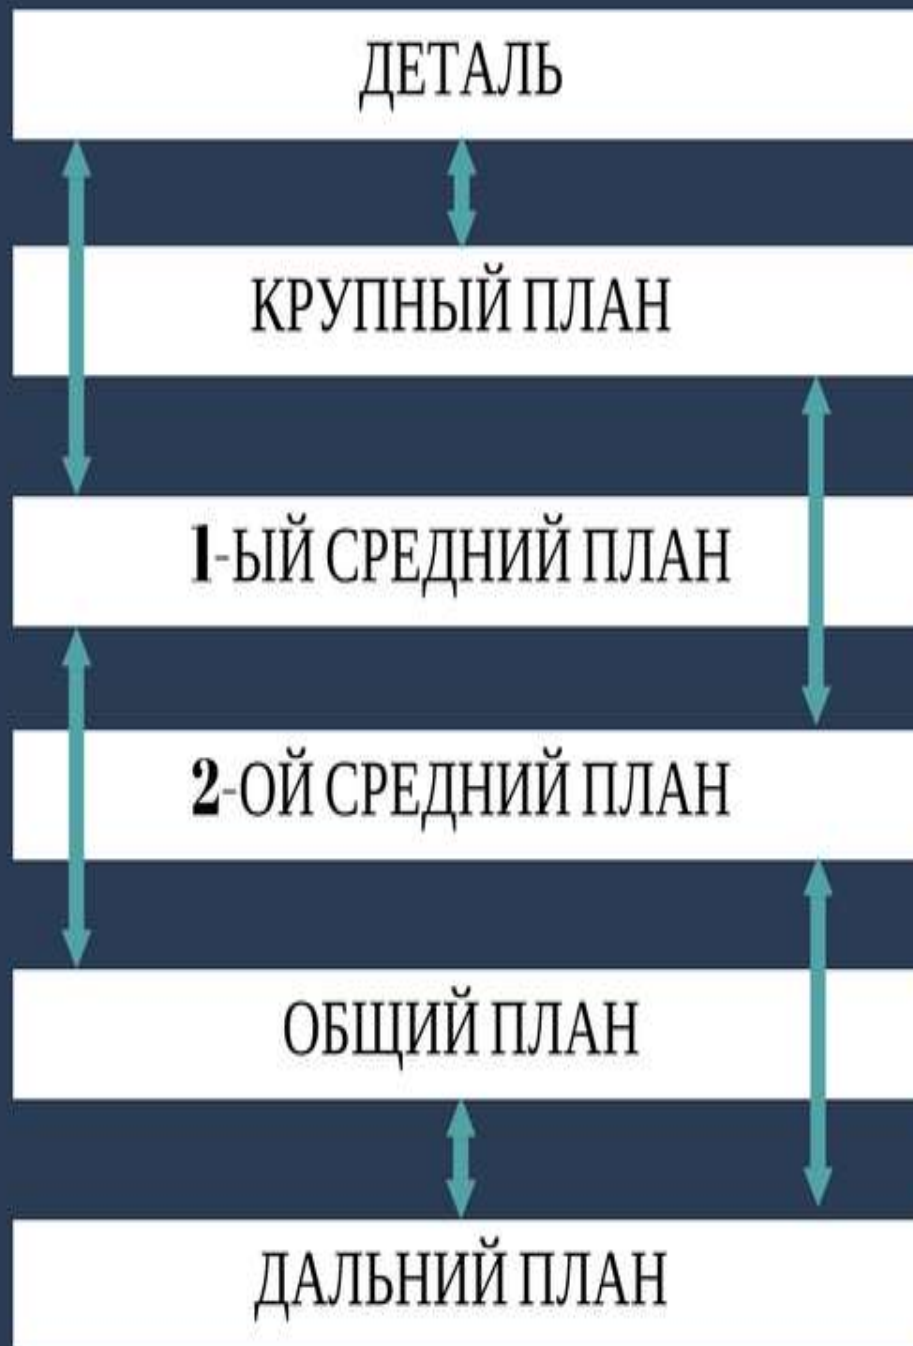 ДЕТАЛЬ
КРУПНЫЙ ПЛАН
1-ЫЙ СРЕДНИЙ ПЛАН
2-ОЙ СРЕДНИЙ ПЛАН
ОБЩИЙ ПЛАН
ДАЛЬНИЙ ПЛАН